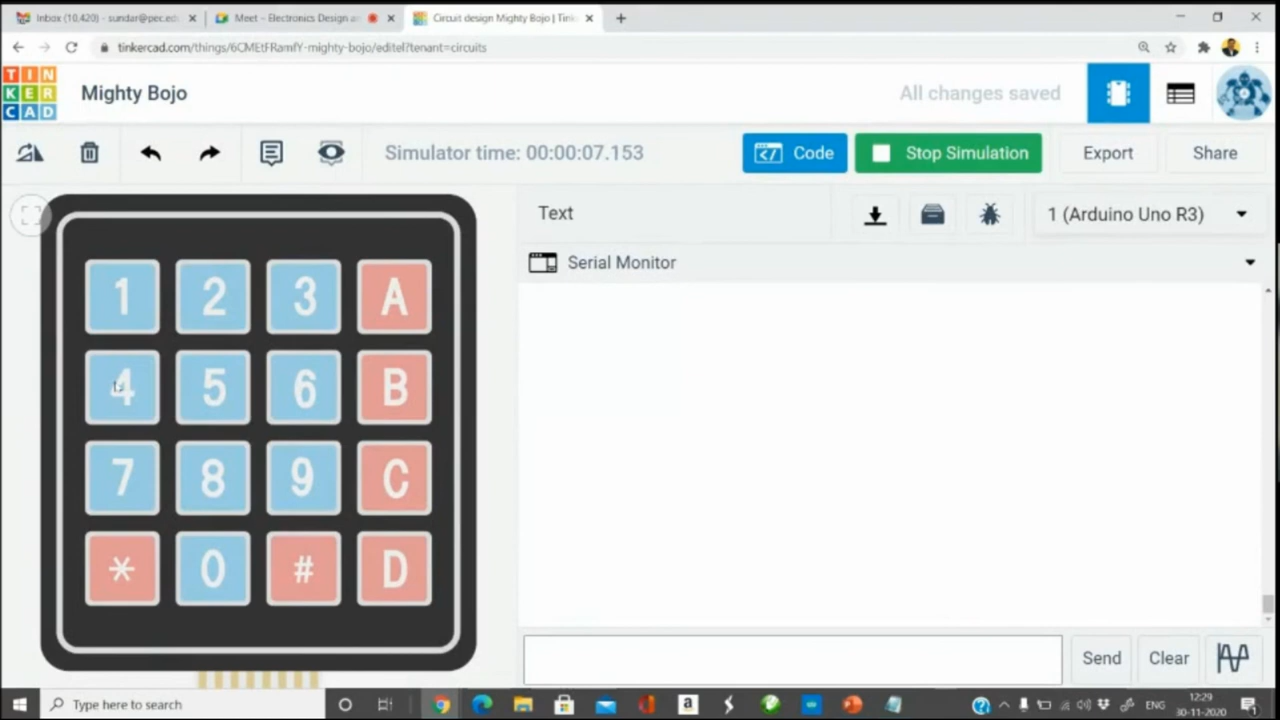 Inbox (10,420) - sundar@pec.ed
Meet – Electronics Design a
Circuit design Mighty Bojo | Tin
tinkercad.com/things/6CMEtFRamfY-mighty-bojo/editel?tenant=circuits
TIN
KER
CAD
Mighty Bojo
All changes saved
Simulator time: 00:00:07.153
Code
Stop Simulation
Export
Share
Text
1 (Arduino Uno R3)
Serial Monitor
1 2 3 A
4 5 6 B
7 8 9 C
* 0 # D
Send
Clear
Type here to search
ENG
12:29
30-11-2020